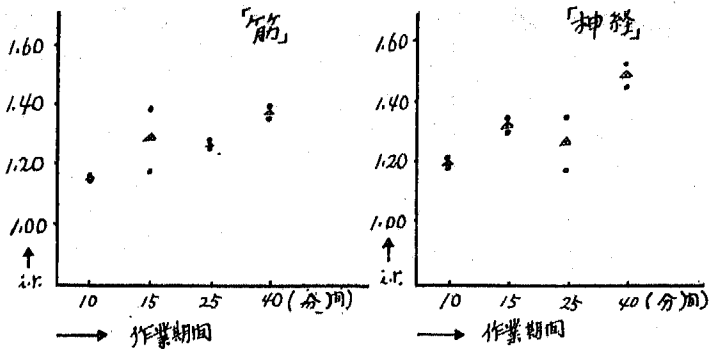 「筋」
1.60
1.40
1.20
1.00
↑
i.r.
10 15 25 40(分間)
→ 作業期間
「神経」
1.60
1.40
1.20
1.00
↑
i.r.
10 15 25 40(分)間)
→ 作業期間